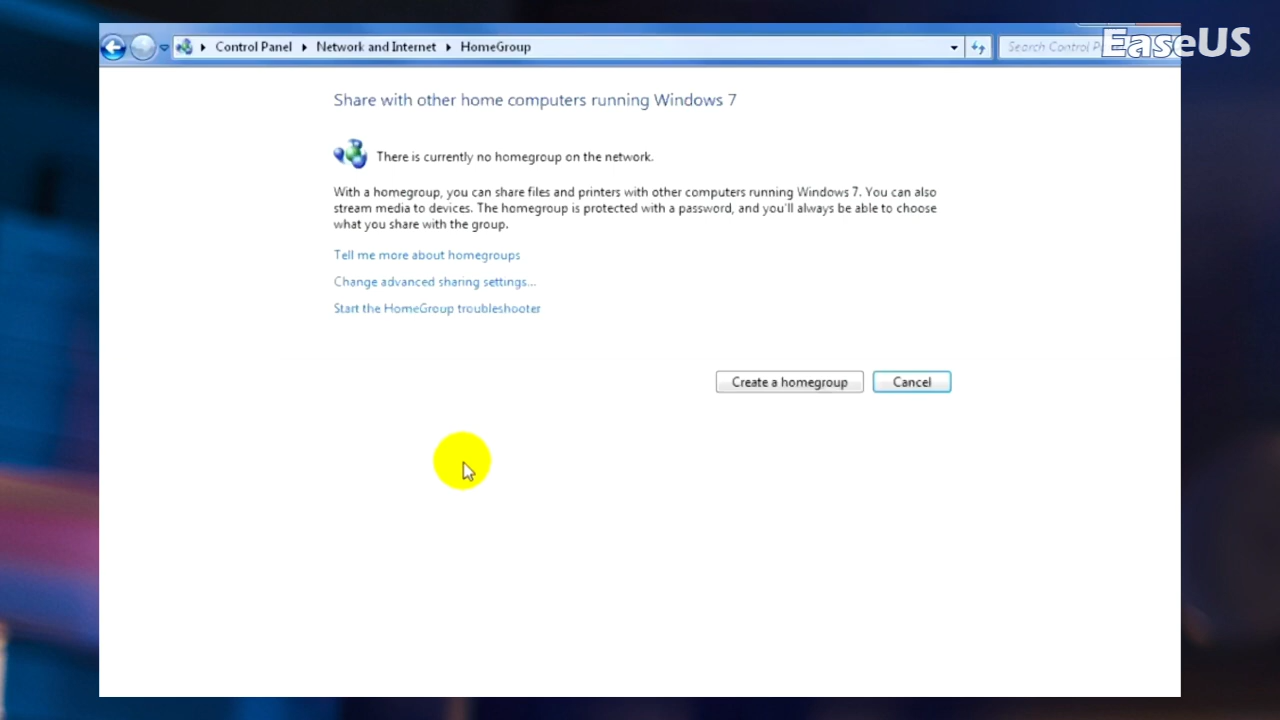 EaseUS
Control Panel Network and Internet HomeGroup
Search Control
Share with other home computers running Windows 7
There is currently no homegroup on the network.
With a homegroup, you can share files and printers with other computers running Windows 7. You can also
stream media to devices. The homegroup is protected with a password, and you'll always be able to choose
what you share with the group.
Tell me more about homegroups
Change advanced sharing settings...
Start the HomeGroup troubleshooter
Create a homegroup Cancel